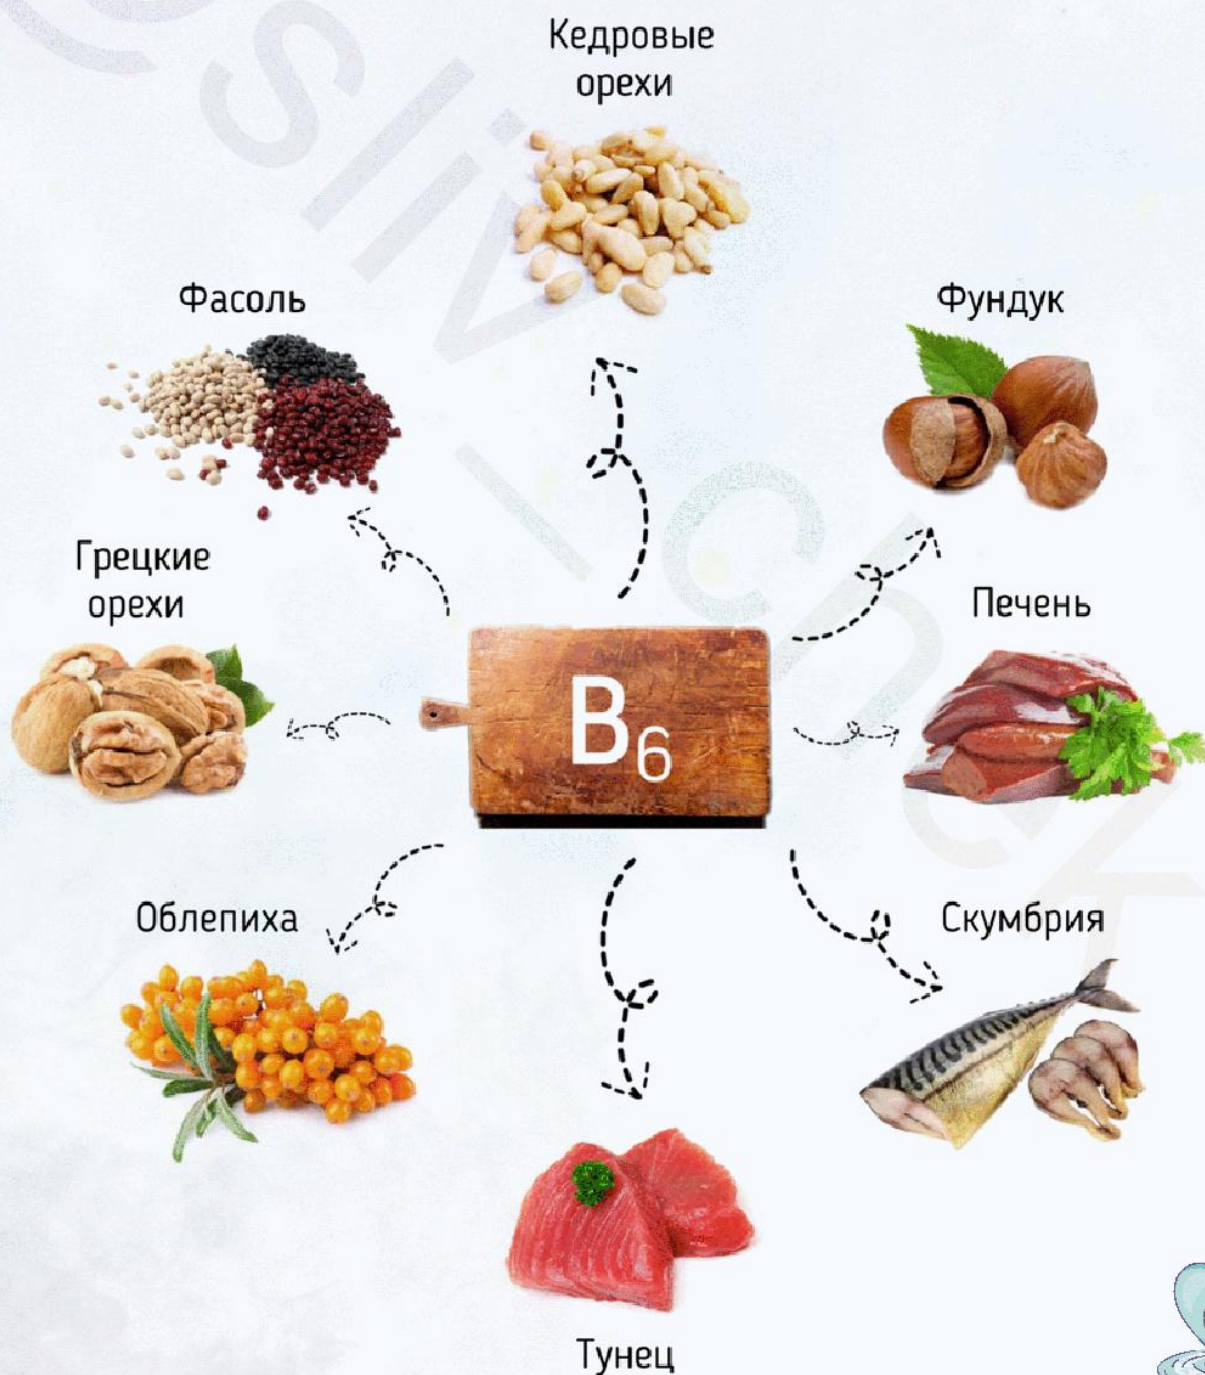 Кедровые
орехи
Фасоль
Фундук
Грецкие
орехи
Печень
B₆
Облепиха
Скумбрия
Тунец